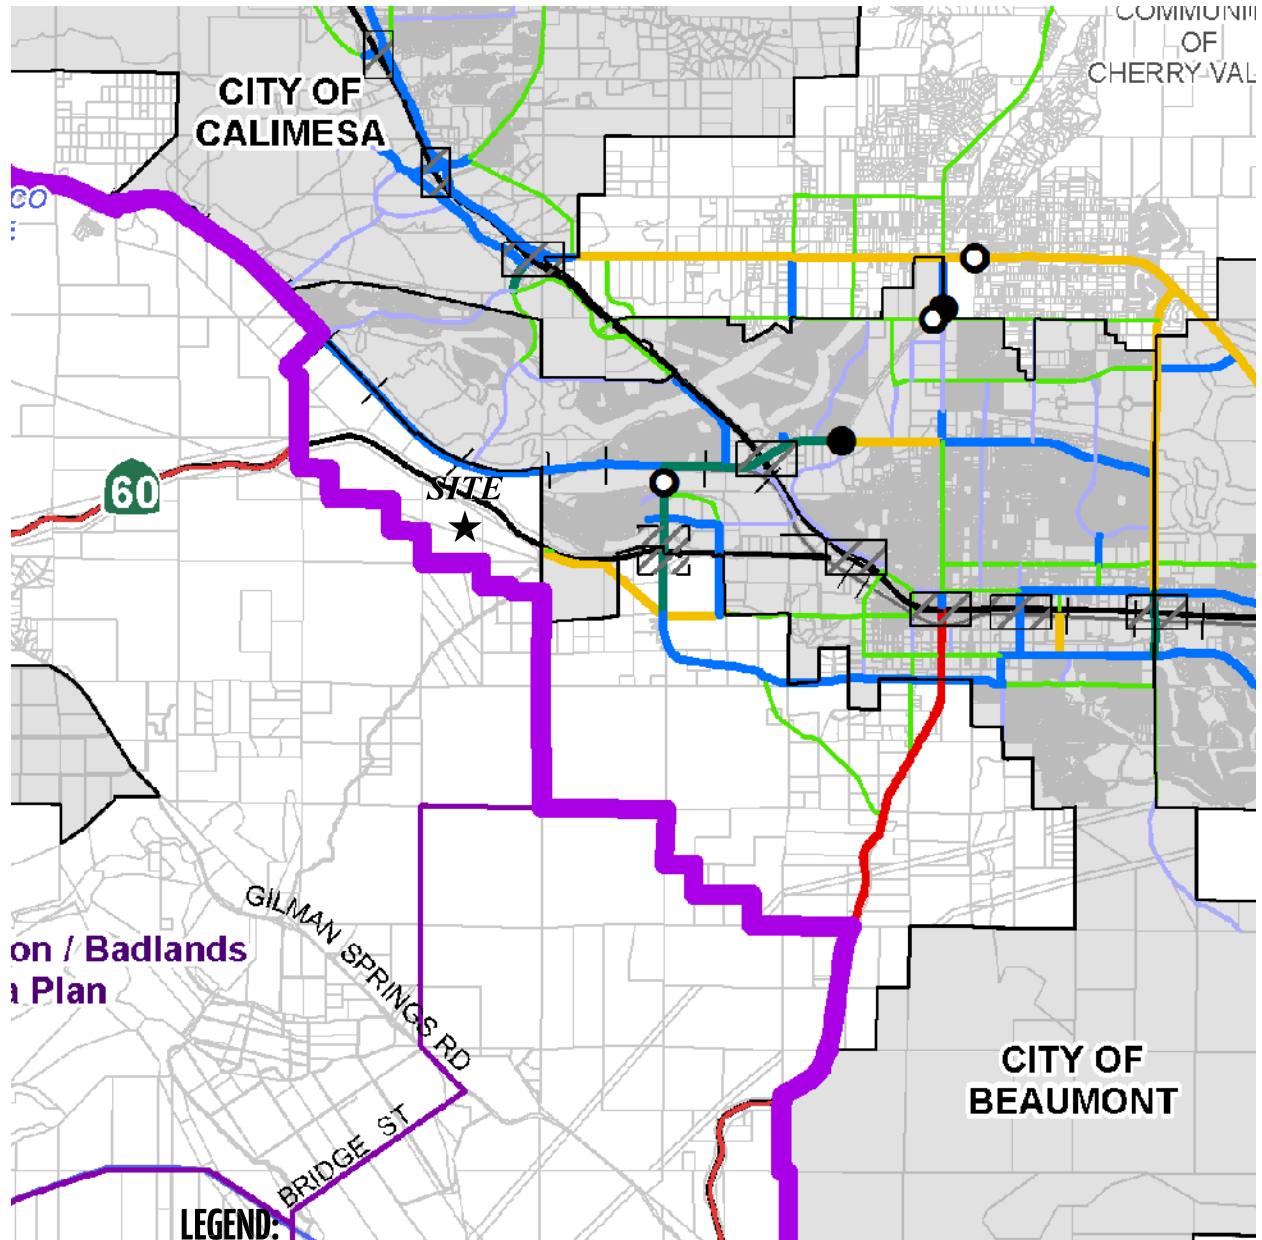 COMMUNI
OF
CHERRY VAL
CITY OF
CALIMESA
CO
E
60
SITE
GILMAN SPRINGS RD
on / Badlands
a Plan
CITY OF
BEAUMONT
BRIDGE ST
LEGEND: